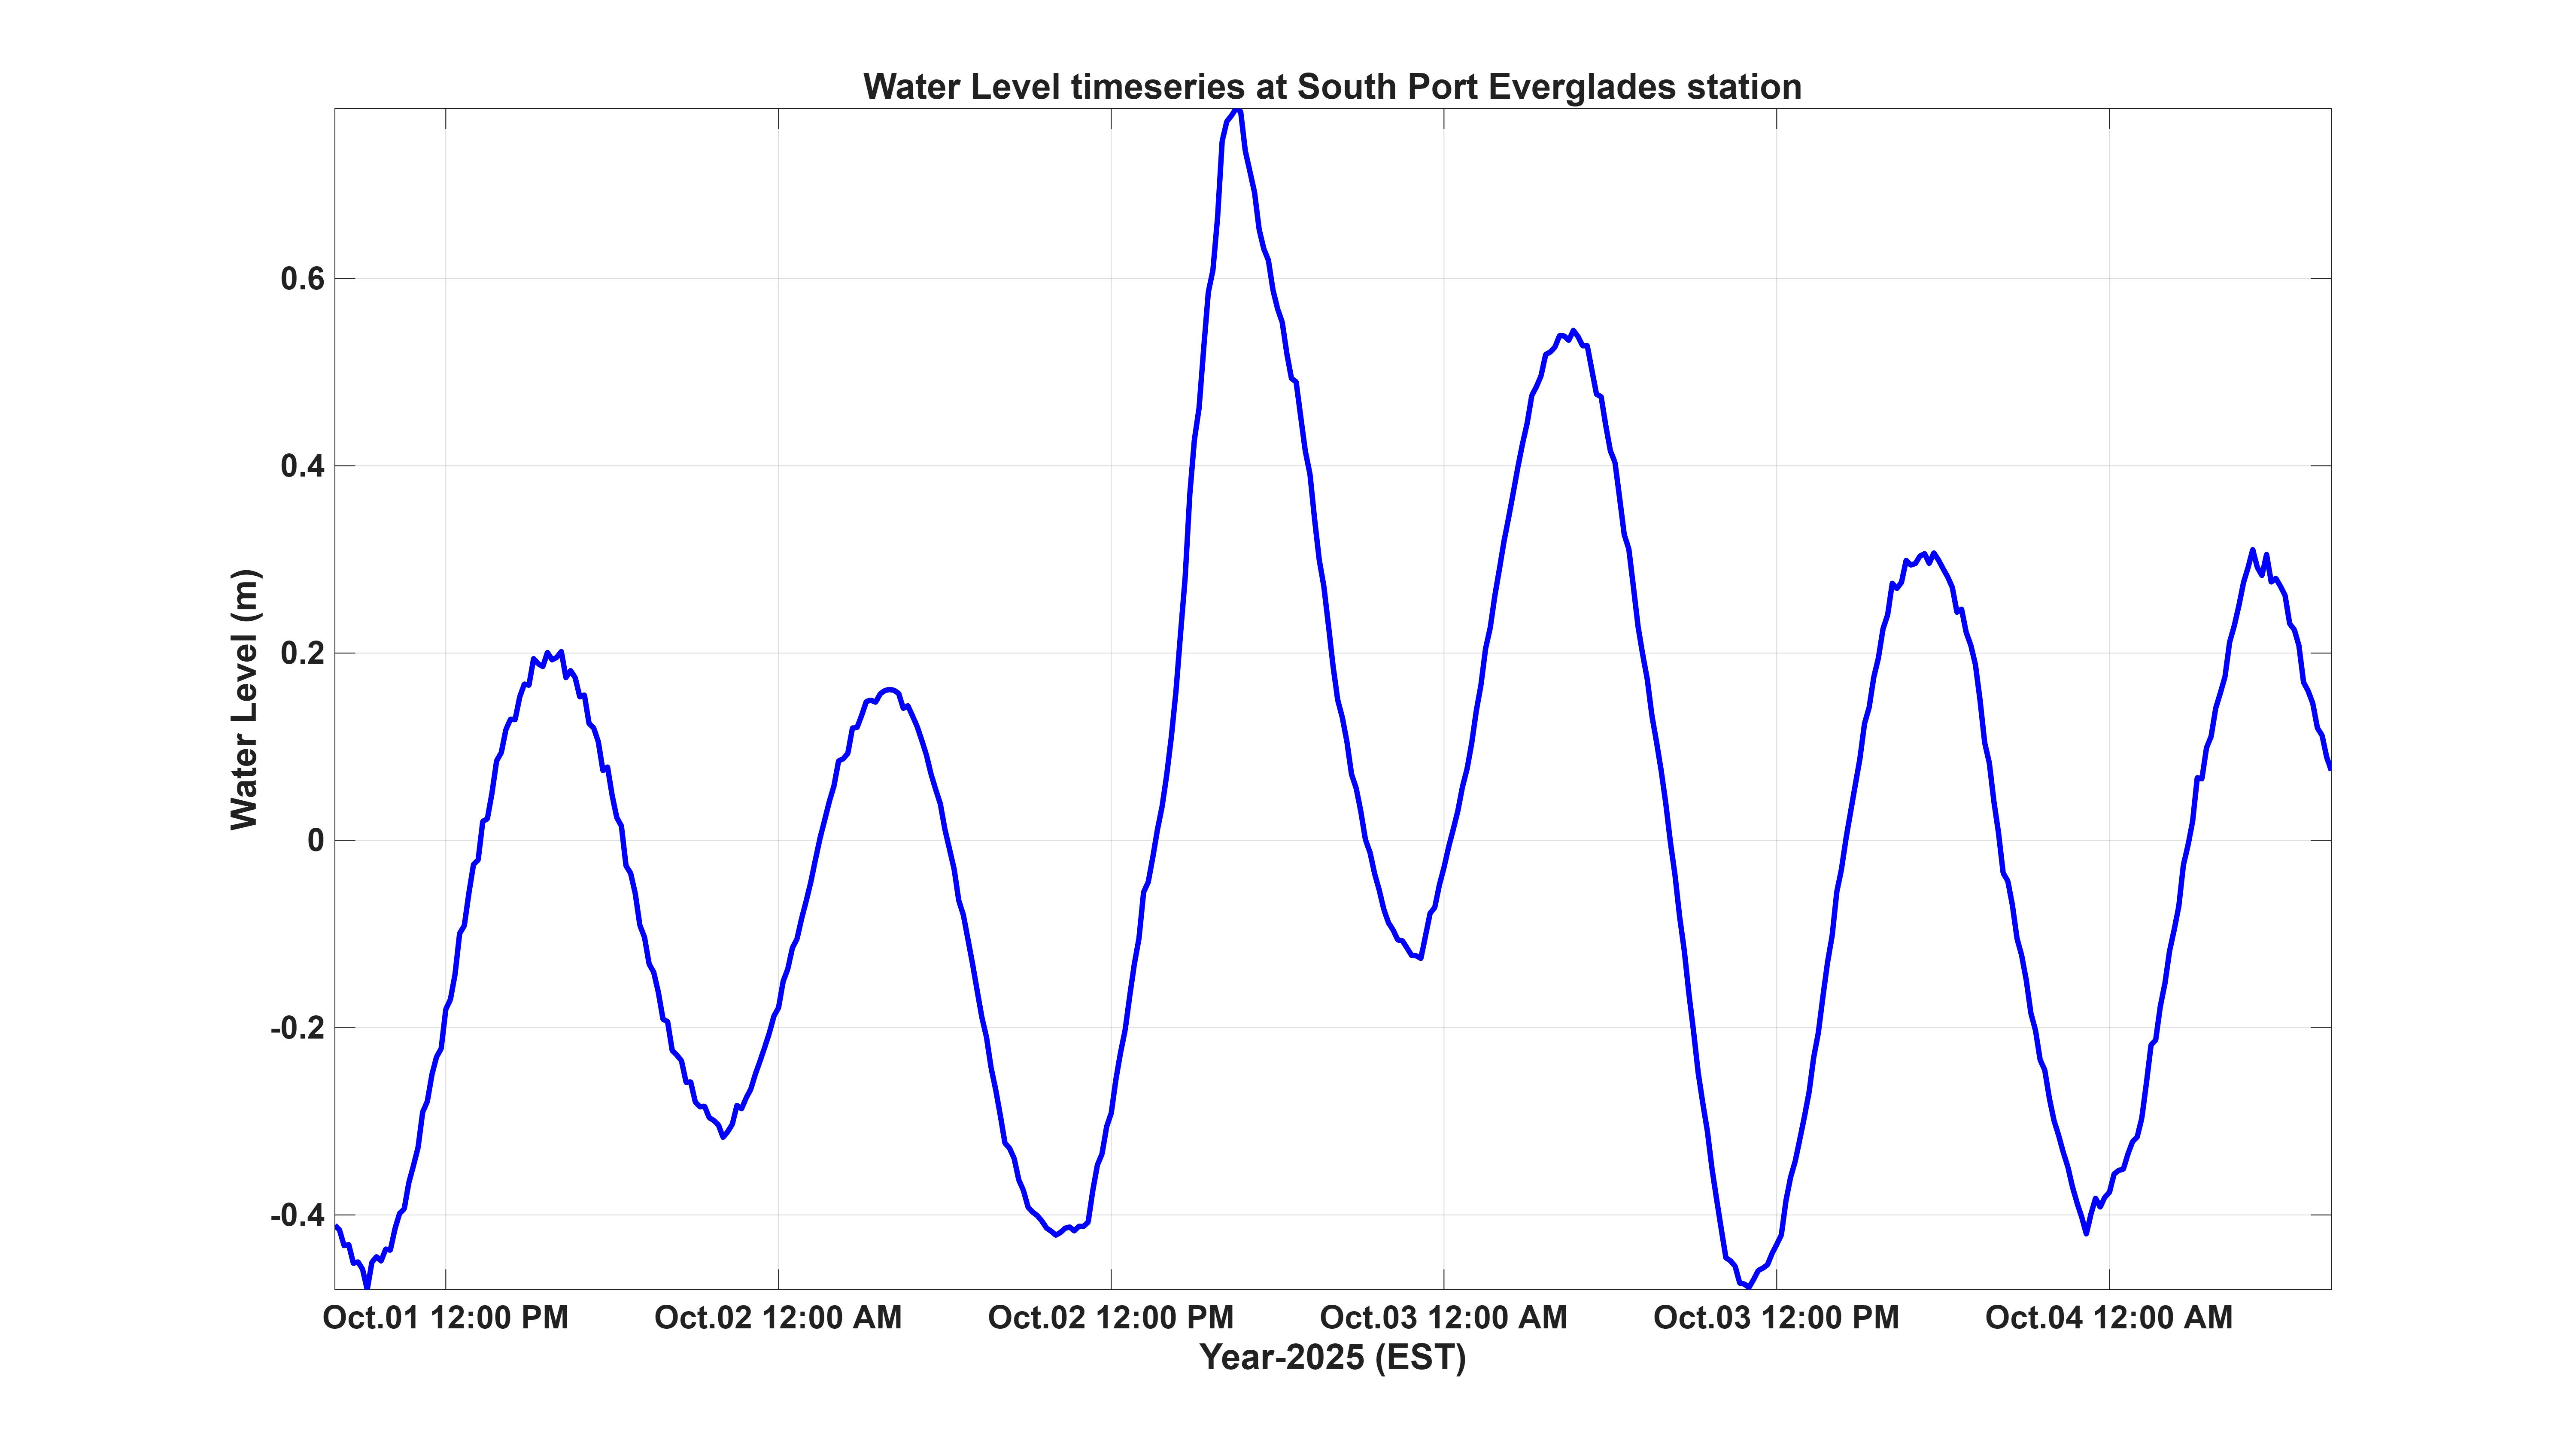 Water Level timeseries at South Port Everglades station
0.6
0.4
0.2
0
-0.2
-0.4
Water Level (m)
Oct.01 12:00 PM
Oct.02 12:00 AM
Oct.02 12:00 PM
Oct.03 12:00 AM
Oct.03 12:00 PM
Oct.04 12:00 AM
Year-2025 (EST)